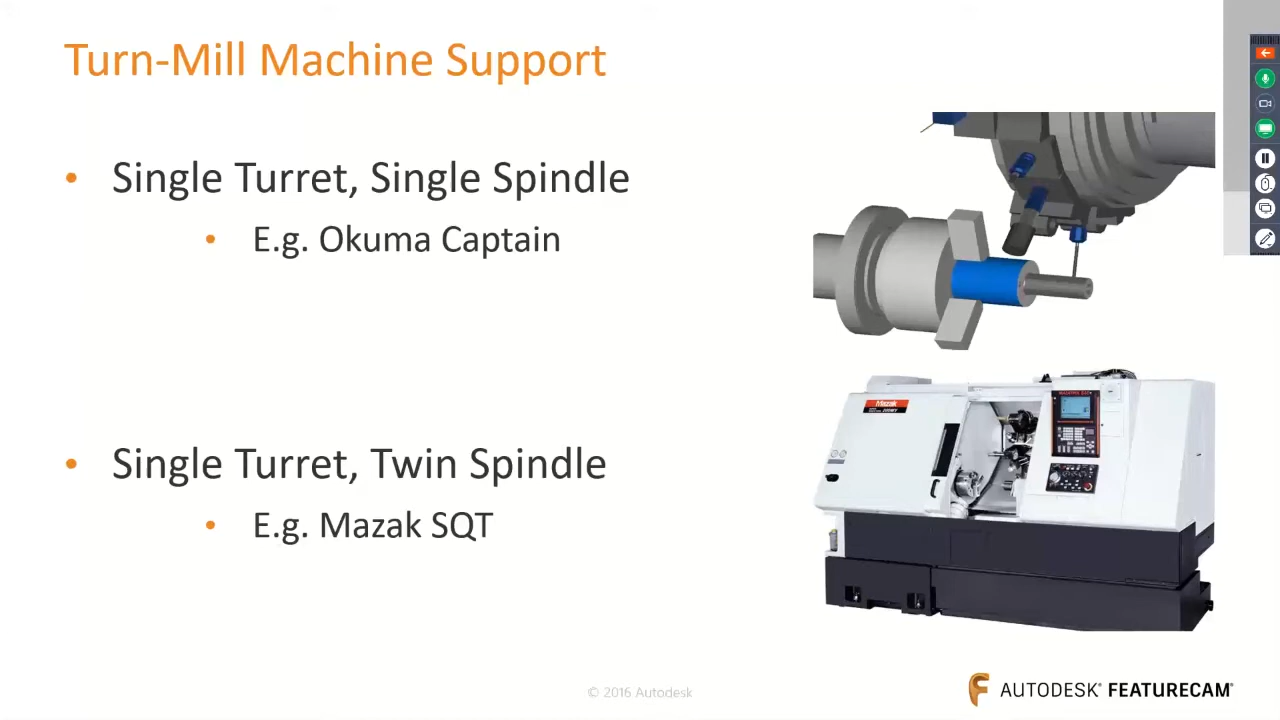 Turn-Mill Machine Support
• Single Turret, Single Spindle
• E.g. Okuma Captain
• Single Turret, Twin Spindle
• E.g. Mazak SQT
Mazak
© 2016 Autodesk
AUTODESK® FEATURECAM®